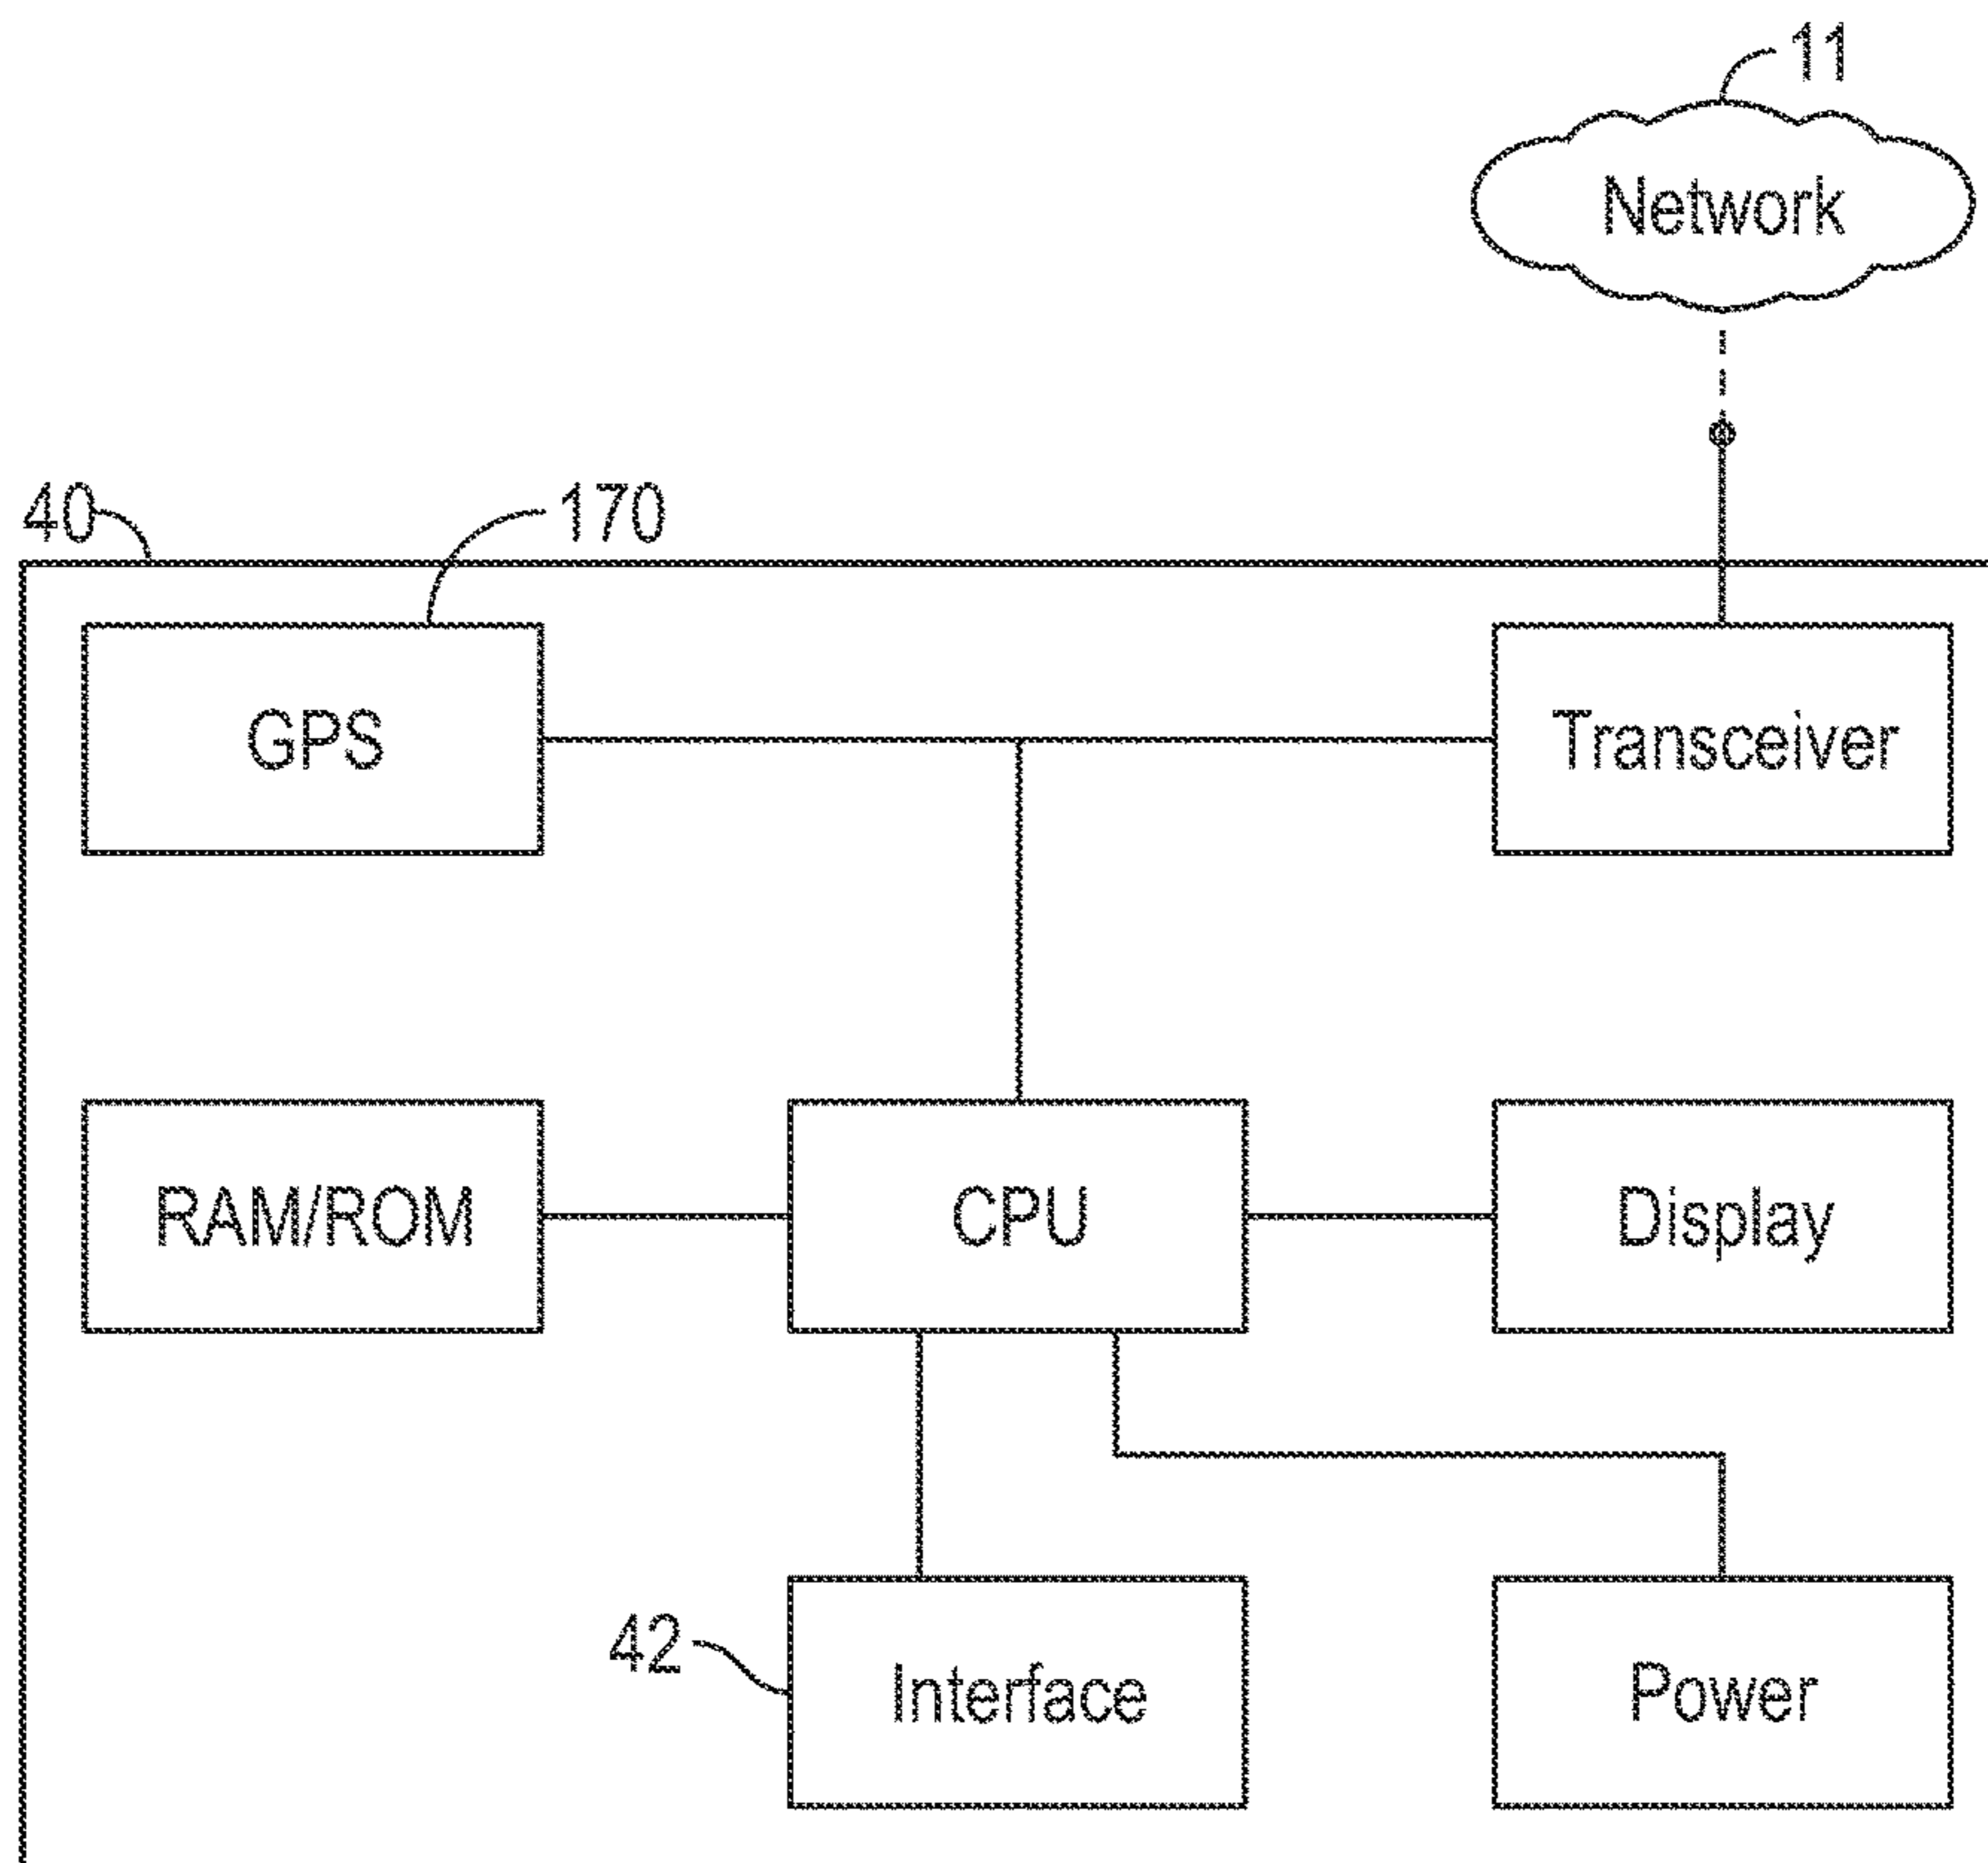 11
Network
40
170
GPS
Transceiver
RAM/ROM
CPU
Display
42
Interface
Power